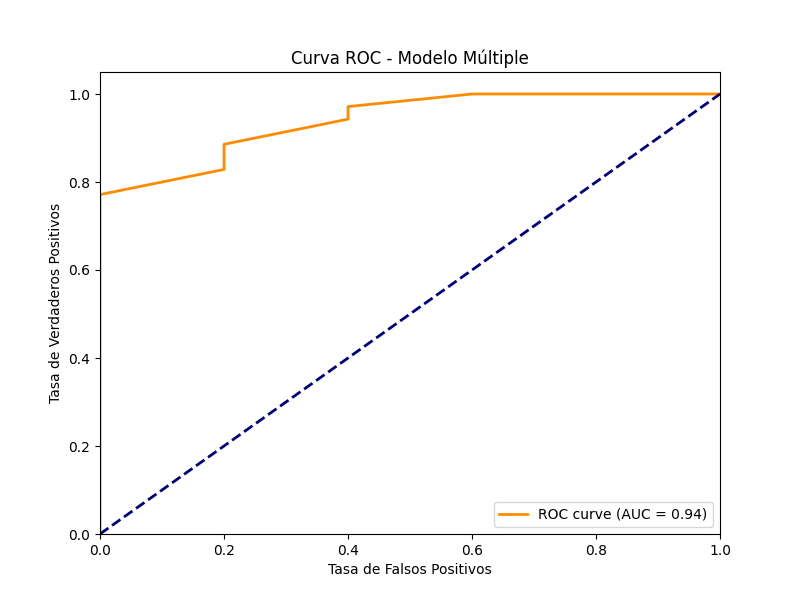 Curva ROC - Modelo Múltiple
Tasa de Verdaderos Positivos
1.0
0.8
0.6
0.4
0.2
0.0
ROC curve (AUC = 0.94)
0.0 0.2 0.4 0.6 0.8 1.0
Tasa de Falsos Positivos